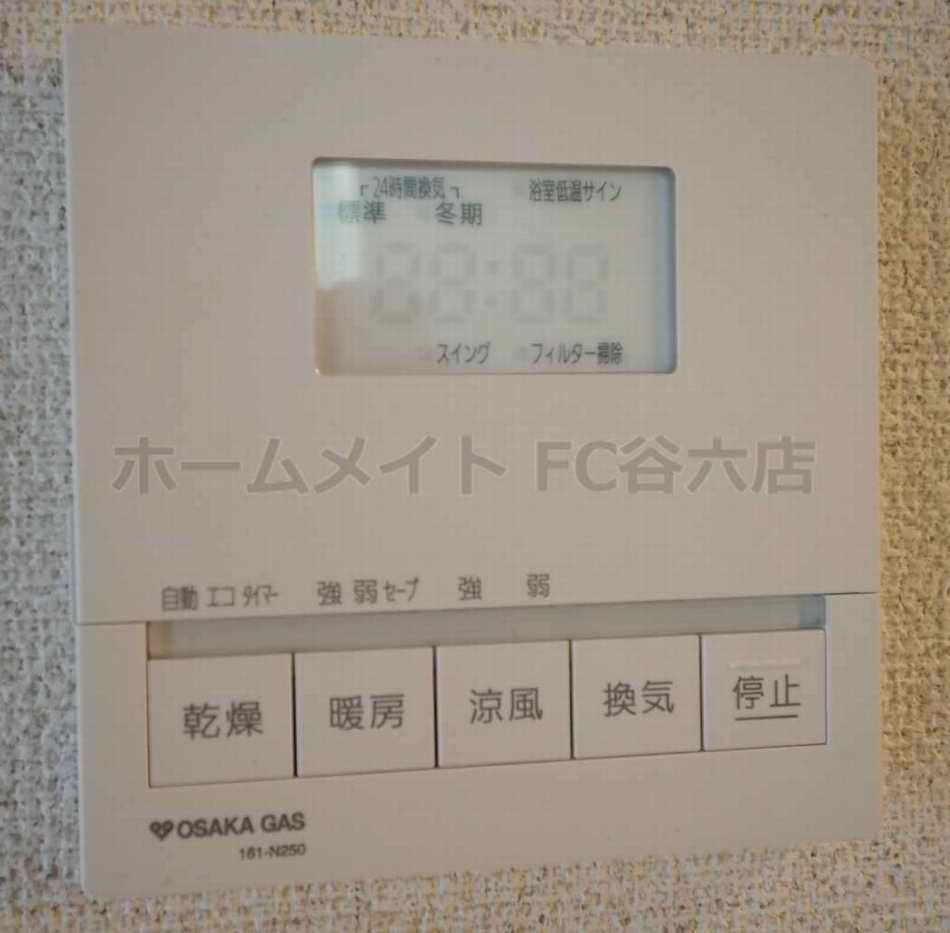 「24時間換気」 浴室低温サイン
標準 冬期
88:88
スイング フィルター掃除
ホームメイト FC谷六店
自動 エコ タイマー 強 弱 セーブ 強 弱
乾燥 暖房 涼風 換気 停止
OSAKA GAS
161-N250